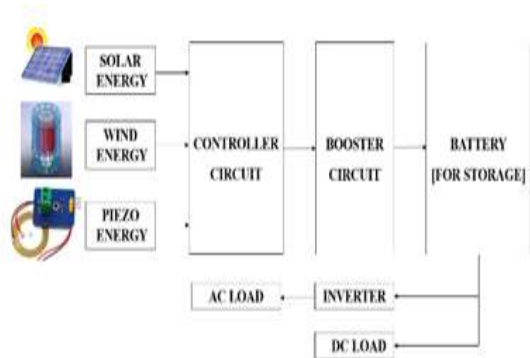 SOLAR
ENERGY
WIND
ENERGY
PIEZO
ENERGY
CONTROLLER
CIRCUIT
BOOSTER
CIRCUIT
BATTERY
[FOR STORAGE]
AC LOAD
INVERTER
DC LOAD